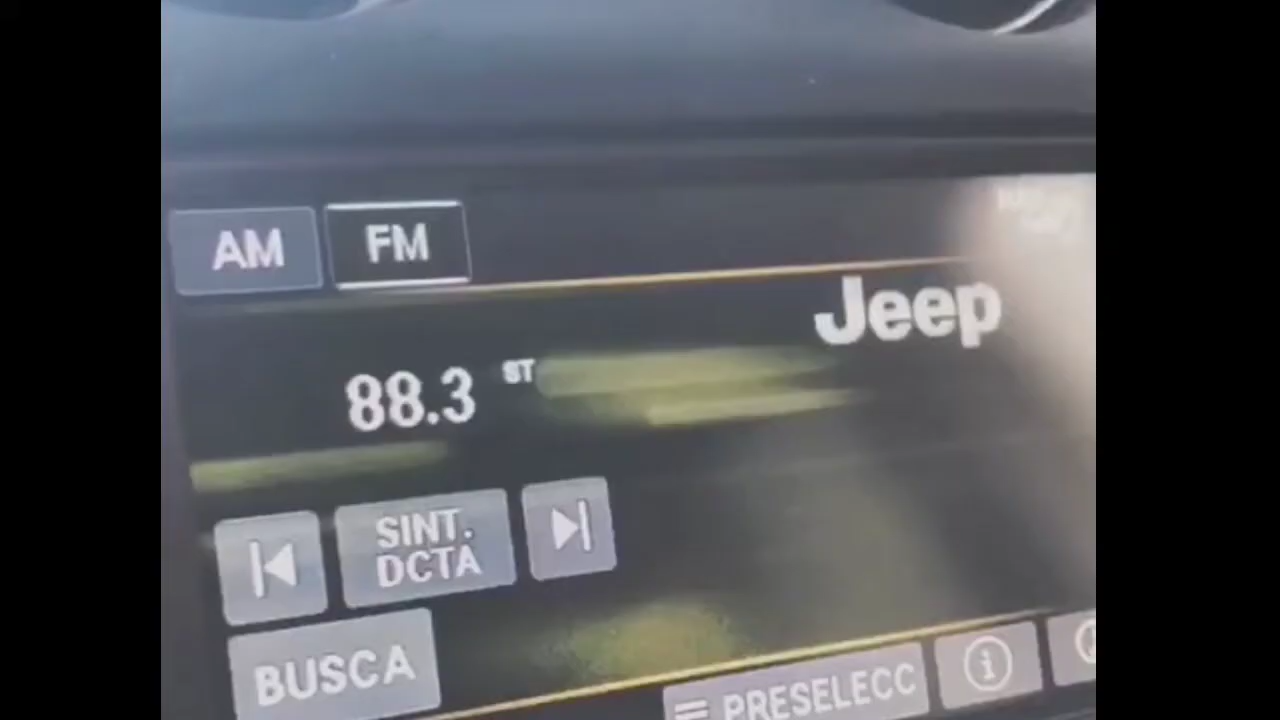 AM
FM
Jeep
88.3 ST
SINT.
DCTA
BUSCA
PRESELECC